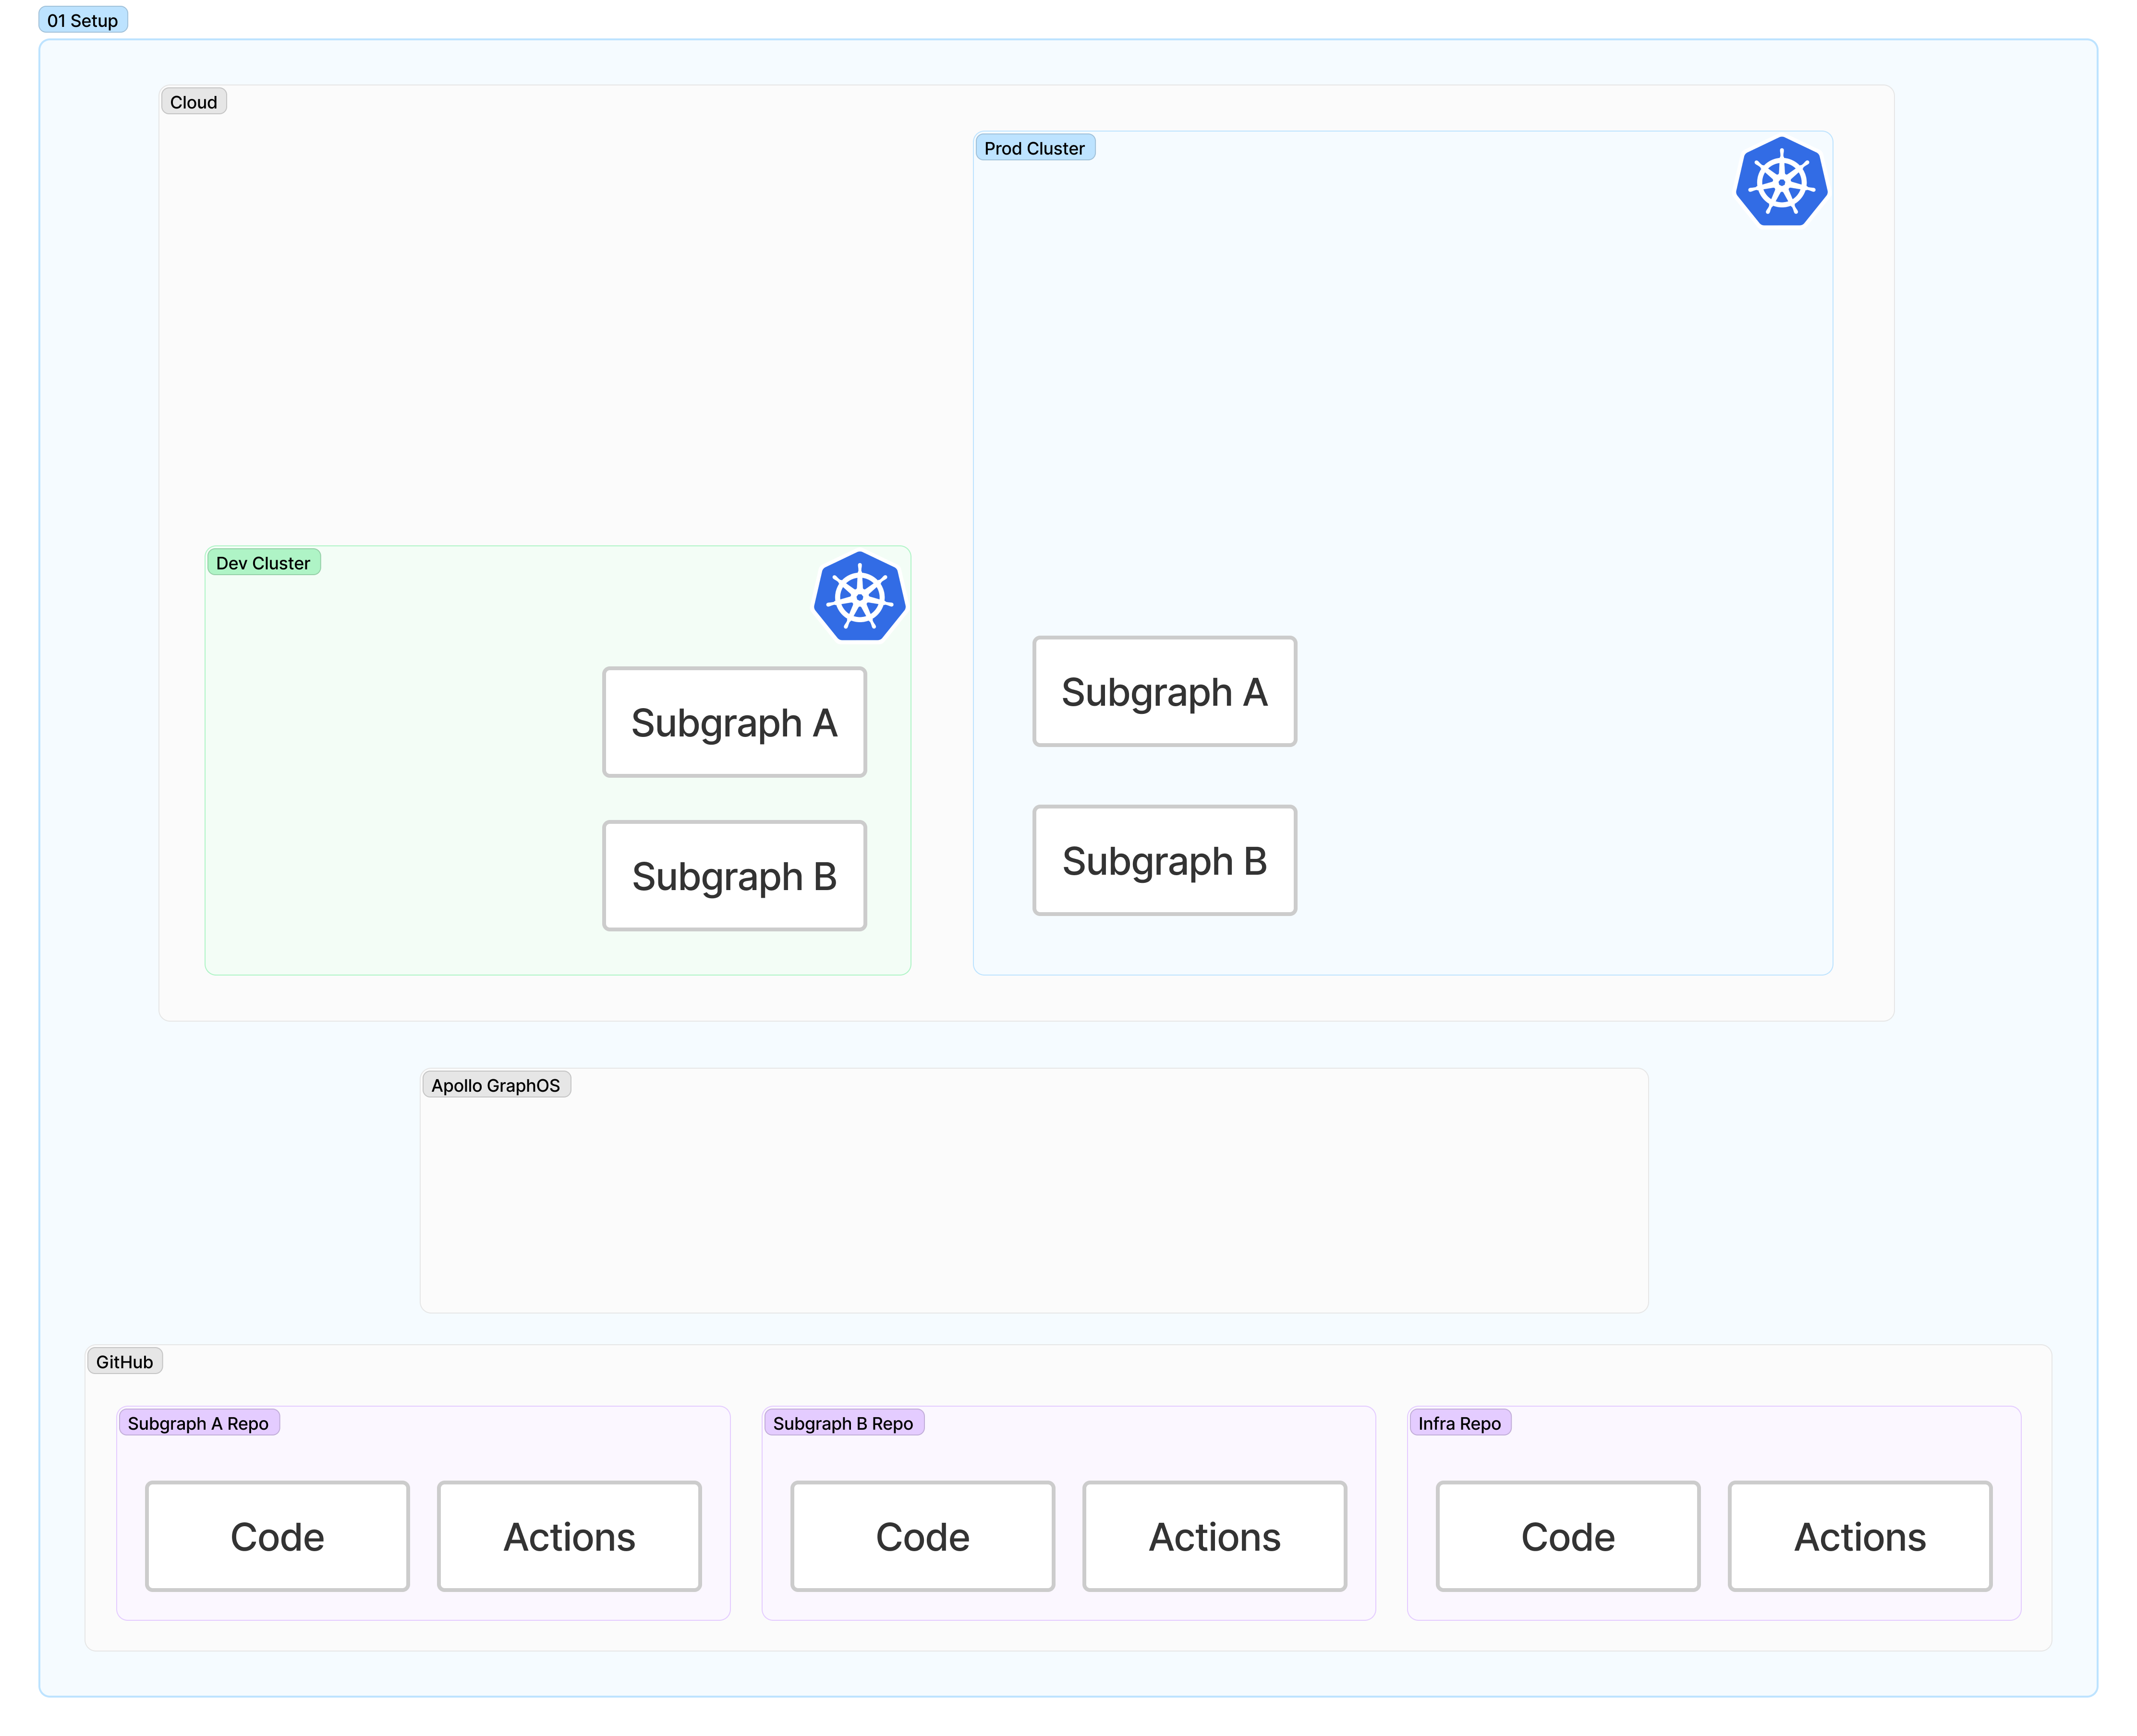 01 Setup
Cloud
Prod Cluster
Dev Cluster
Subgraph A
Subgraph A
Subgraph B
Subgraph B
Apollo GraphOS
GitHub
Subgraph A Repo
Subgraph B Repo
Infra Repo
Code
Actions
Code
Actions
Code
Actions